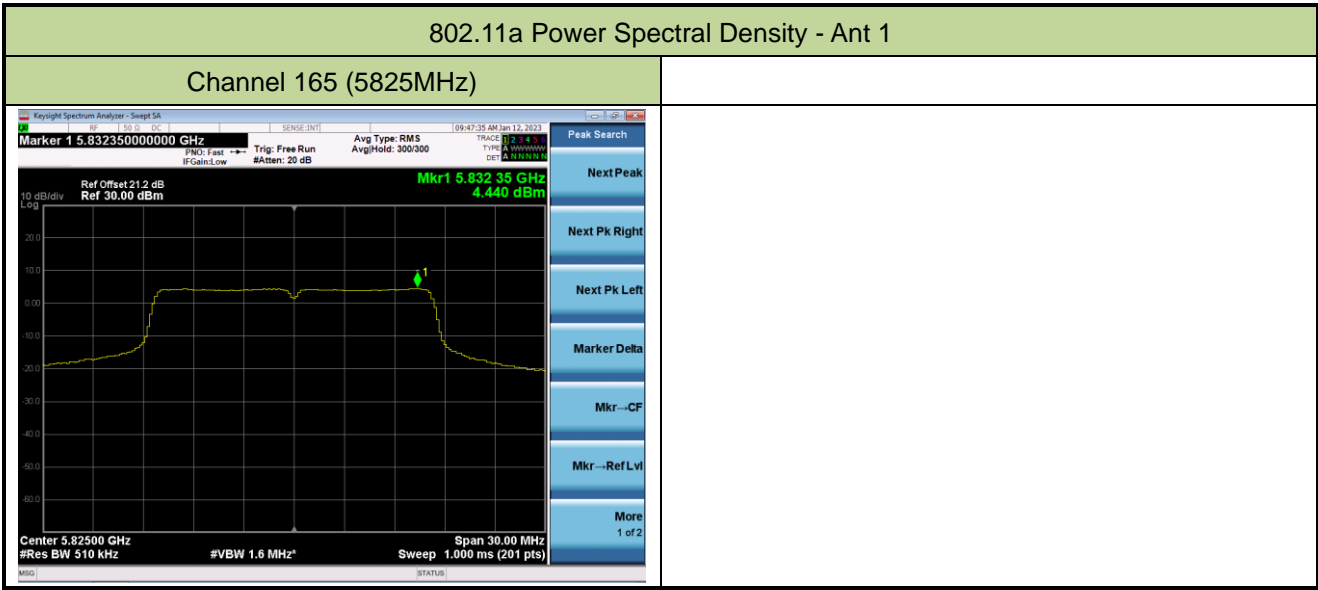 802.11a Power Spectral Density - Ant 1
Channel 165 (5825MHz)
Keysight Spectrum Analyzer - Swept SA
RF 50 Ω DC SENSE:INT 09:47:35 AM Jan 12, 2023
Marker 1 5.832350000000 GHz
PNO: Fast
IFGain:Low
Trig: Free Run
#Atten: 20 dB
Avg Type: RMS
Avg|Hold: 300/300
TRACE 1 2 3 4 5 6
TYPE A WWWWW
DET A N N N N N
Peak Search
Ref Offset 21.2 dB
Ref 30.00 dBm
10 dB/div
Log
Mkr1 5.832 35 GHz
4.440 dBm
20.0
10.0
0.00
-10.0
-20.0
-30.0
-40.0
-50.0
-60.0
1
Next Peak
Next Pk Right
Next Pk Left
Marker Delta
Mkr→CF
Mkr→Ref Lvl
More
1 of 2
Center 5.82500 GHz Span 30.00 MHz
#Res BW 510 kHz #VBW 1.6 MHz* Sweep 1.000 ms (201 pts)
MSG STATUS